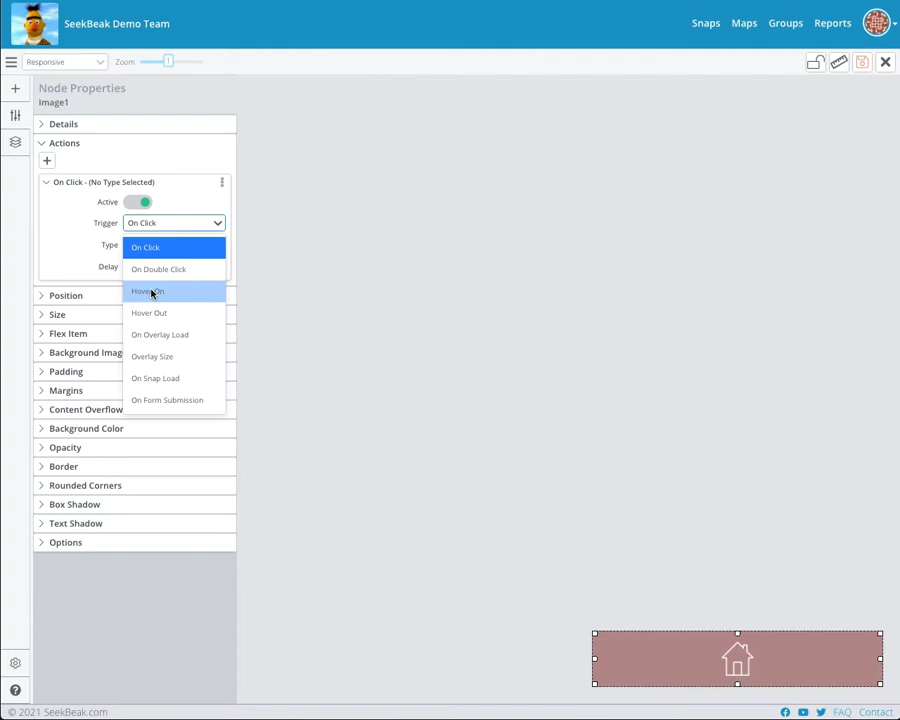 SeekBeak Demo Team
Snaps Maps Groups Reports
Responsive Zoom 1
Node Properties
Image1
Details
Actions
On Click - (No Type Selected)
Active
Trigger On Click
Type On Click
On Double Click
Delay
Hover On
Position
Hover Out
Size
Flex Item On Overlay Load
Background Imag
Overlay Size
Padding
On Snap Load
Margins
On Form Submission
Content Overflow
Background Color
Opacity
Border
Rounded Corners
Box Shadow
Text Shadow
Options
© 2021 SeekBeak.com FAQ Contact